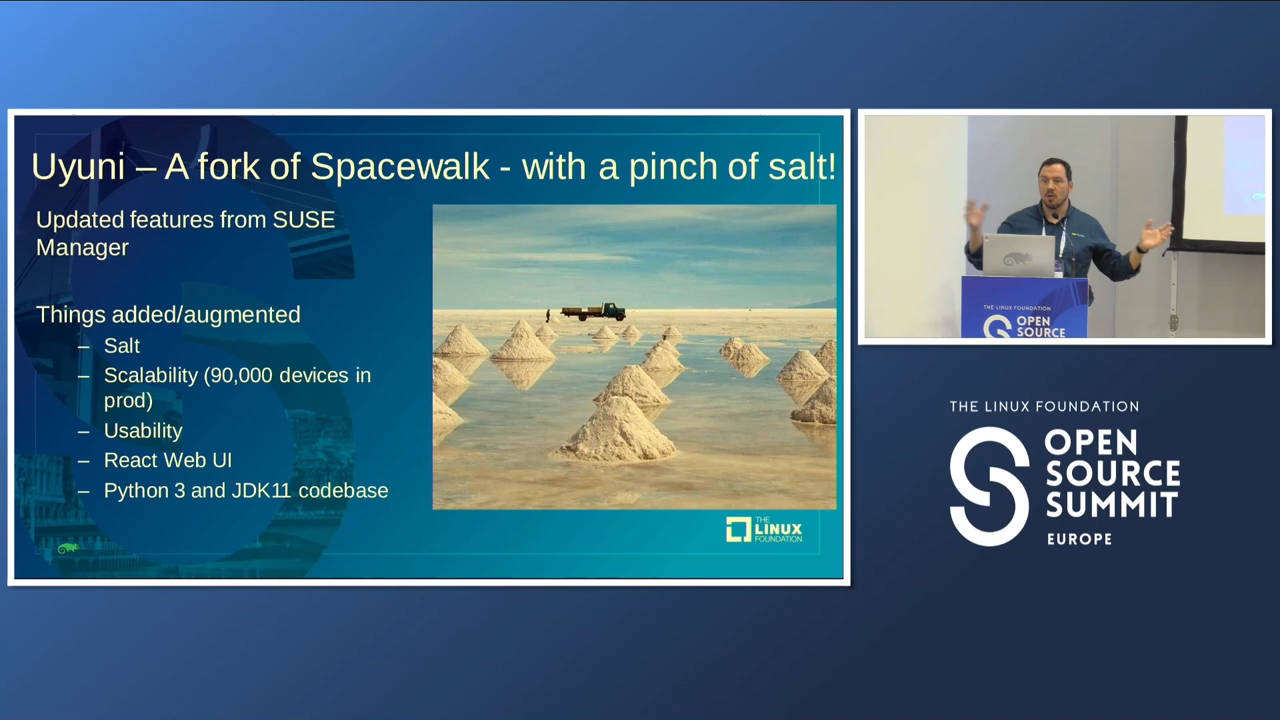 Uyuni – A fork of Spacewalk - with a pinch of salt!
Updated features from SUSE
Manager
Things added/augmented
– Salt
– Scalability (90,000 devices in
prod)
– Usability
– React Web UI
– Python 3 and JDK11 codebase
THE
LINUX
FOUNDATION
THE LINUX FOUNDATION
OPEN
SOURCE
THE LINUX FOUNDATION
OPEN
SOURCE
SUMMIT
EUROPE